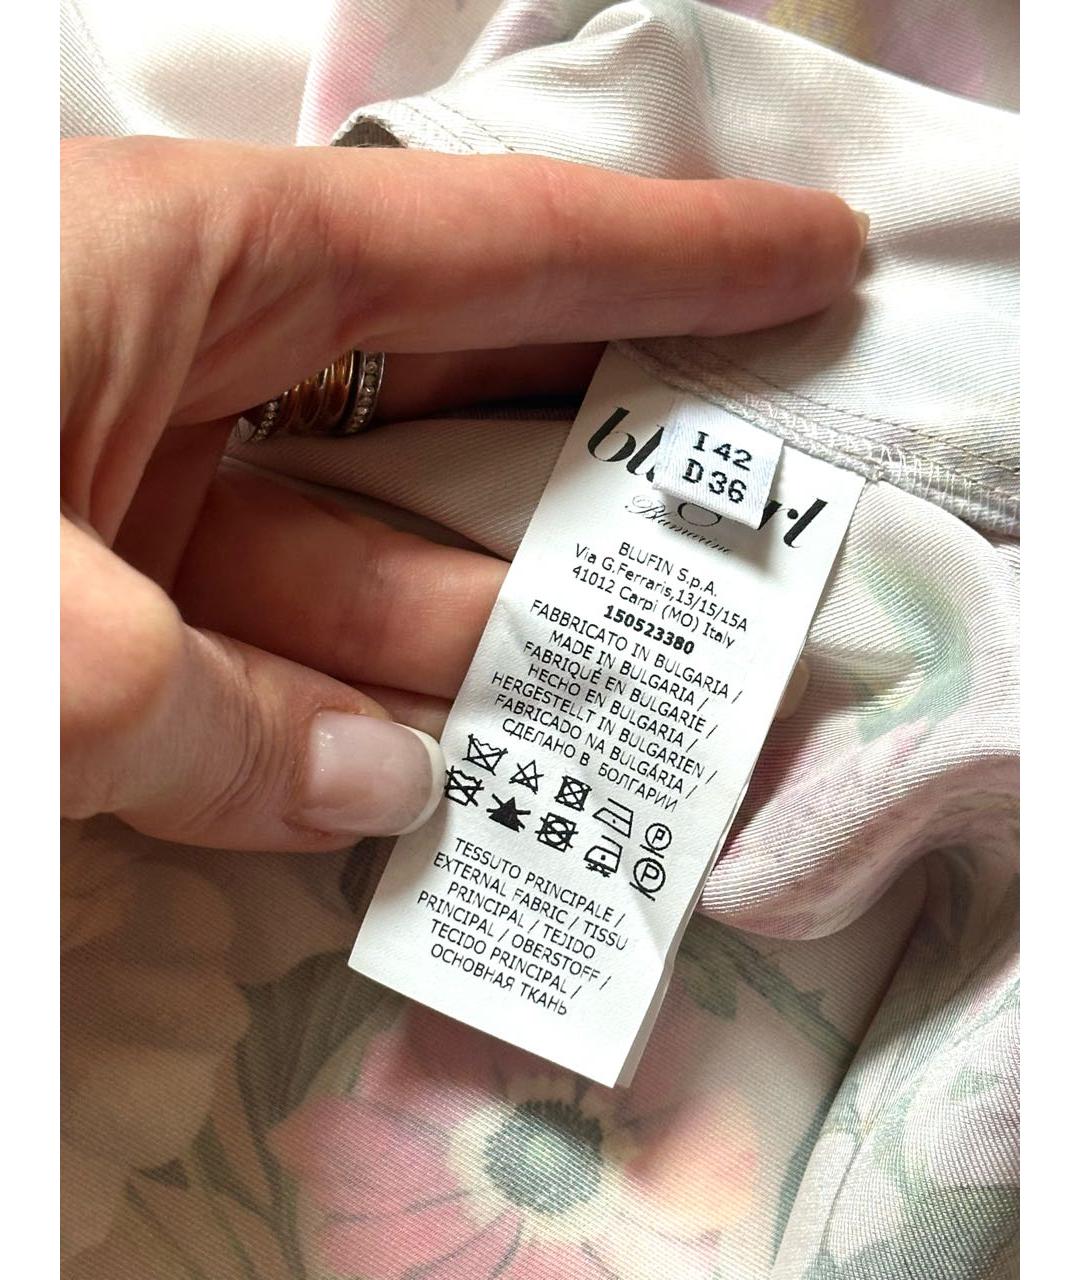 I 42
D 36
Blumarine
BLUFIN S.p.A.
Via G.Ferraris,13/15/15A
41012 Carpi (MO) Italy
150523380
FABBRICATO IN BULGARIA /
MADE IN BULGARIA /
FABRIQUÉ EN BULGARIE /
HECHO EN BULGARIA /
HERGESTELLT IN BULGARIEN /
FABRICADO NA BULGÁRIA /
СДЕЛАНО В БОЛГАРИИ
P
P
TESSUTO PRINCIPALE /
EXTERNAL FABRIC / TISSU
PRINCIPAL / TEJIDO
PRINCIPAL / OBERSTOFF /
TECIDO PRINCIPAL /
ОСНОВНАЯ ТКАНЬ